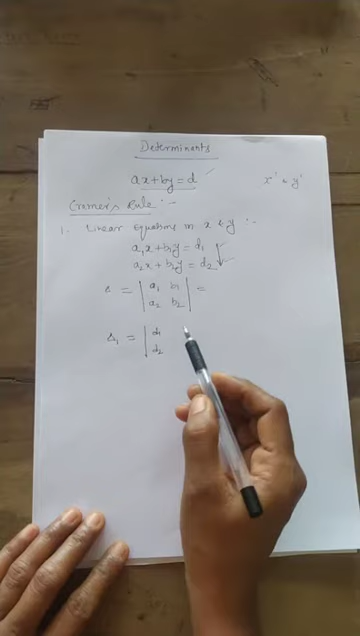 Determinants
ax+by=d
x' & y'
Cramer's Rule :-
1. Linear Equations in x & y :-
a₁x+b₁y=d₁
a₂x+b₂y=d₂
Δ = | a₁ b₁ | =
| a₂ b₂ |
Δ₁ = | d₁
| d₂